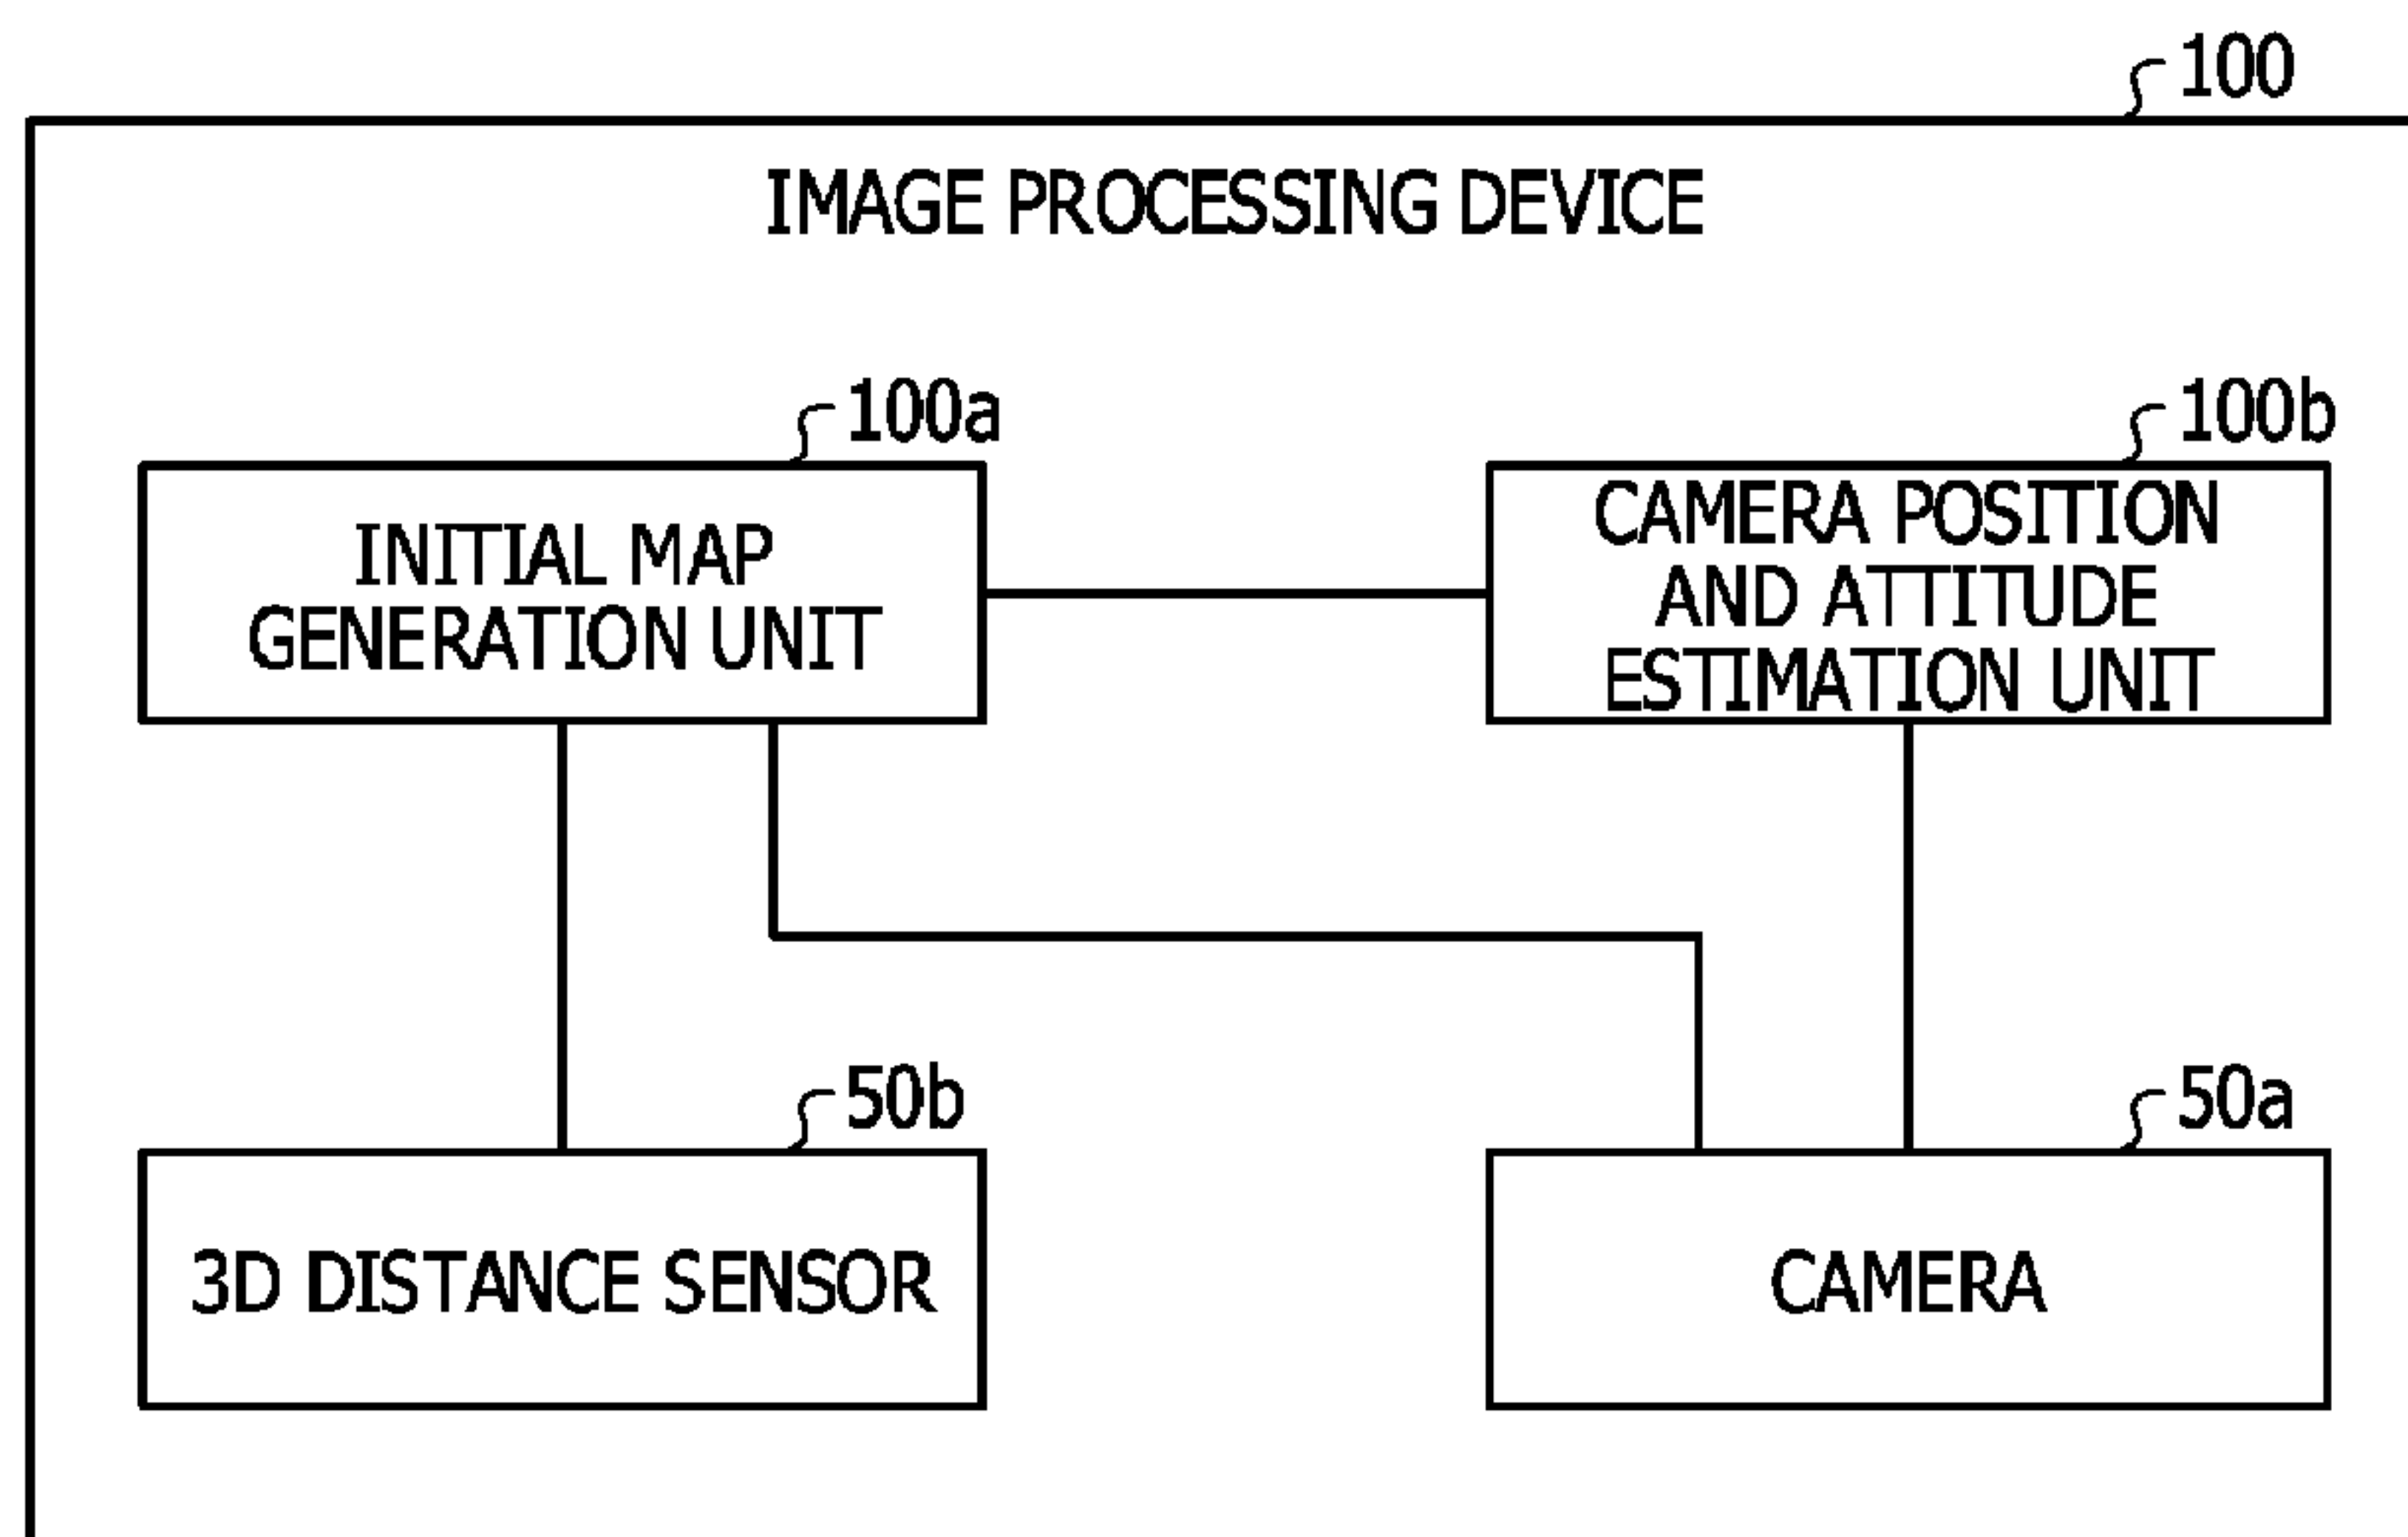 100
IMAGE PROCESSING DEVICE
100a
INITIAL MAP
GENERATION UNIT
100b
CAMERA POSITION
AND ATTITUDE
ESTIMATION UNIT
50b
3D DISTANCE SENSOR
50a
CAMERA